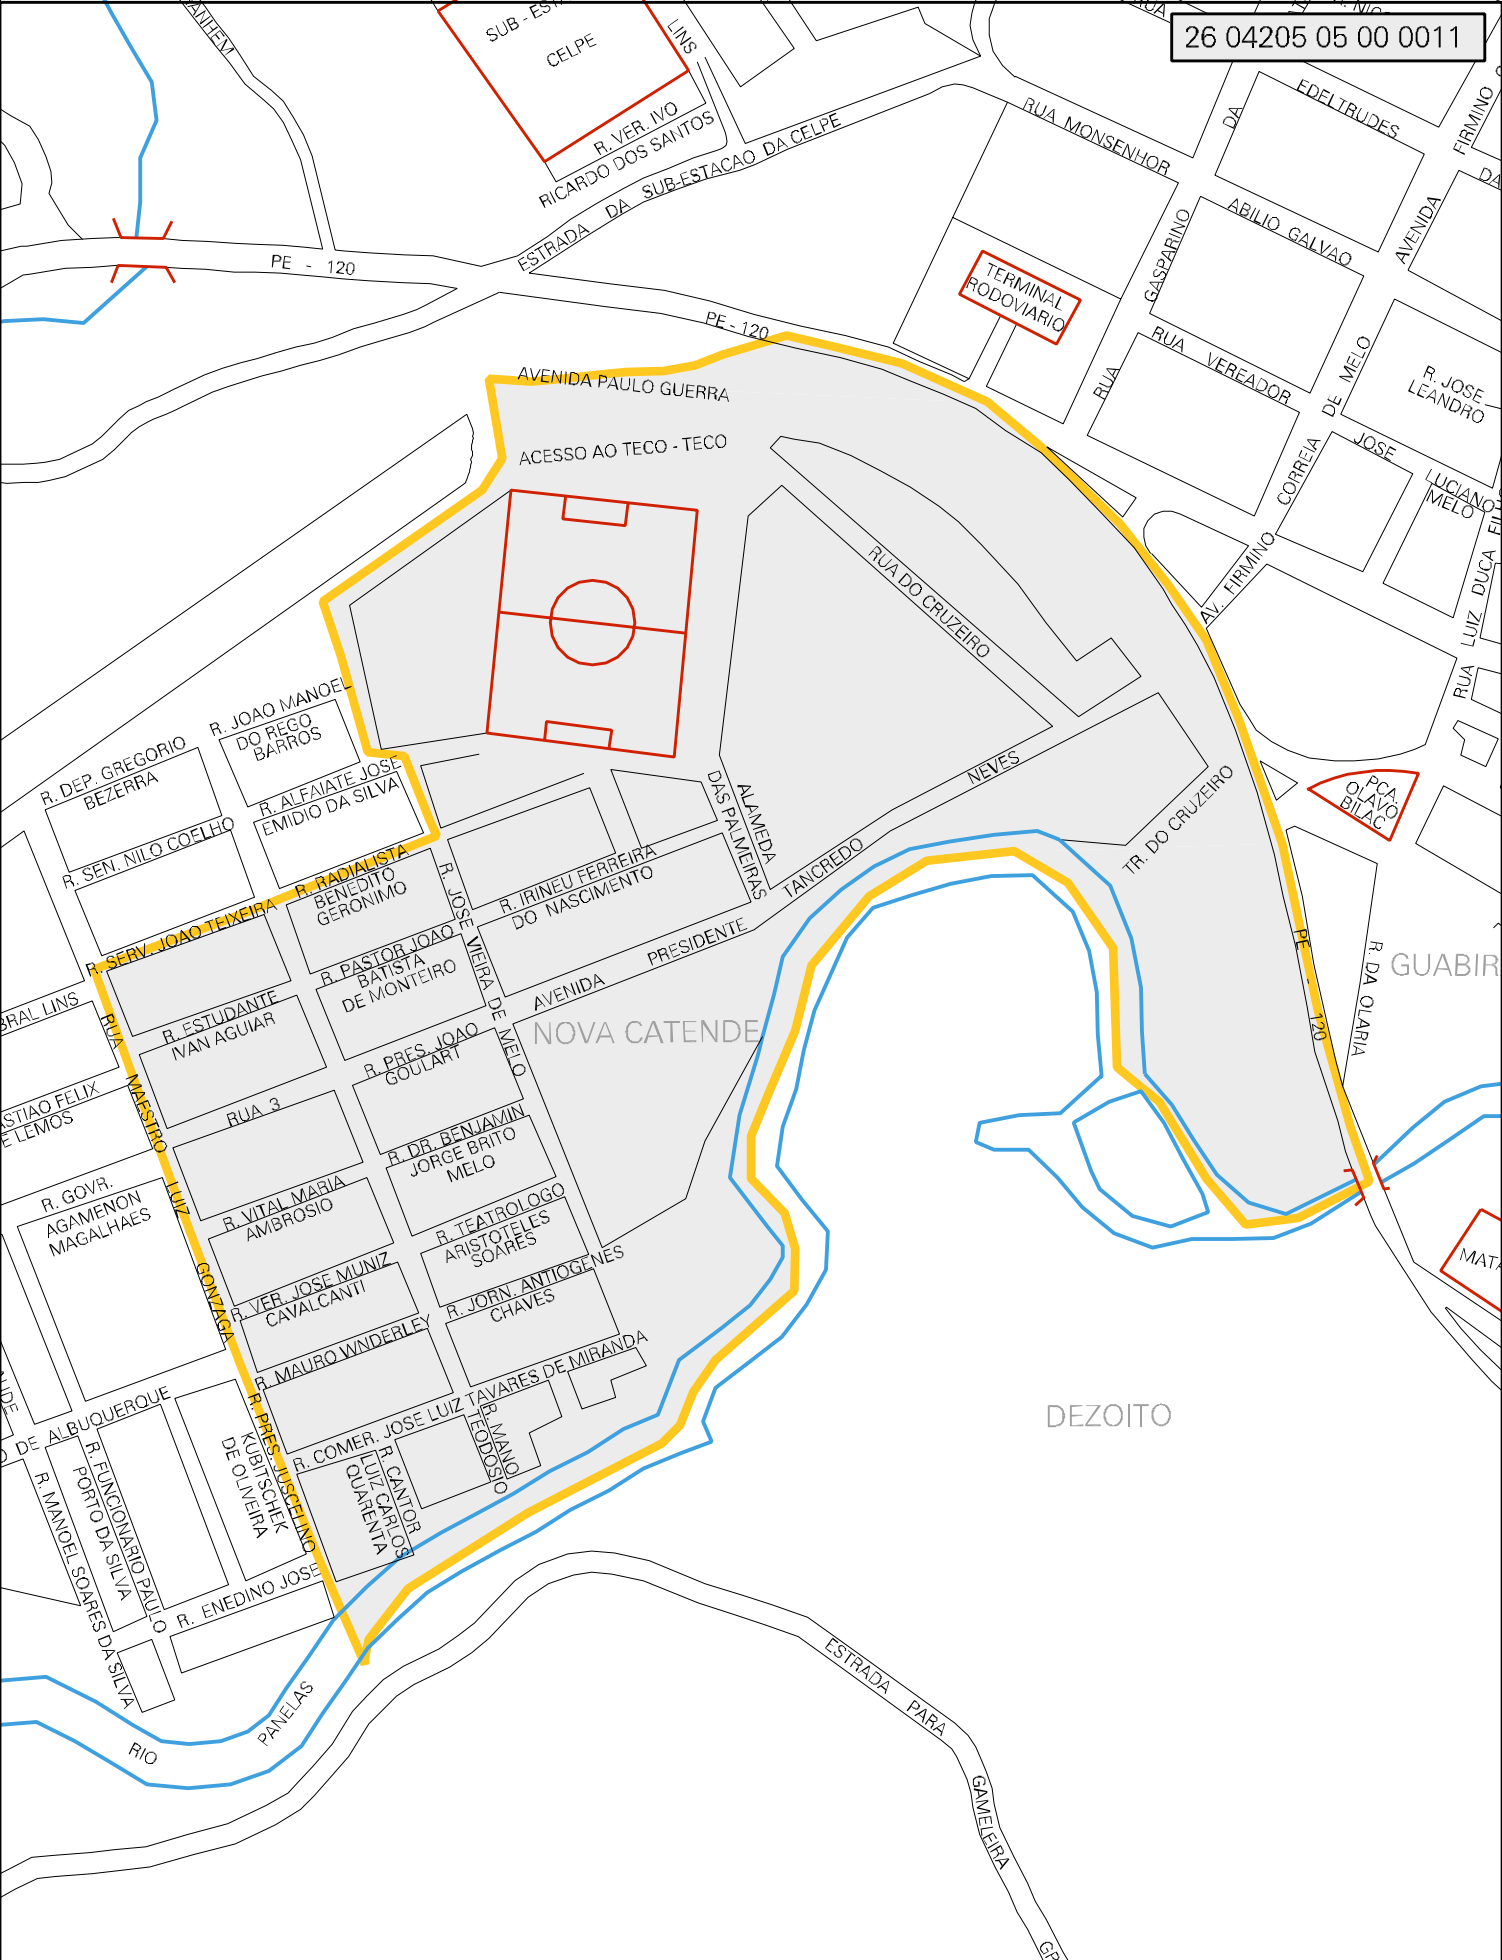 26 04205 05 00 0011
SUB - EST
CELPE
LINS
R. VER. IVO
RICARDO DOS SANTOS
ESTRADA DA SUB-ESTACAO DA CELPE
PE - 120
RUA MONSENHOR
ABILIO GALVAO
EDELTRUDES
FIRMINO
AVENIDA
DA
DA
RUA
GASPARINO
RUA
TERMINAL
RODOVIARIO
RUA VEREADOR
JOSE
LUCIANO
MELO
R. JOSE
LEANDRO
AV. FIRMINO
CORREIA
DE MELO
RUA LUIZ DUCA
PE - 120
AVENIDA PAULO GUERRA
ACESSO AO TECO - TECO
RUA DO CRUZEIRO
TR. DO CRUZEIRO
PCA.
OLAVO
BILAC
R. JOAO MANOEL
DO REGO
BARROS
R. DEP. GREGORIO
BEZERRA
R. ALFAIATE JOSE
EMIDIO DA SILVA
R. SEN. NILO COELHO
R. RADIALISTA
BENEDITO
GERONIMO
R. SERV. JOAO TEIXEIRA
R. JOSE VIEIRA DE MELO
R. IRINEU FERREIRA
DO NASCIMENTO
ALAMEDA
DAS PALMEIRAS
AVENIDA PRESIDENTE TANCREDO NEVES
R. PASTOR JOAO
BATISTA
DE MONTEIRO
R. ESTUDANTE
IVAN AGUIAR
BRAL LINS
NOVA CATENDE
PE - 120
R. DA OLARIA
GUABIR
R. PRES. JOAO
GOULART
RUA 3
ASTIAO FELIX
E LEMOS
RUA MAESTRO LUIZ GONZAGA
R. DR. BENJAMIN
JORGE BRITO
MELO
R. GOVR.
AGAMENON
MAGALHAES
R. VITAL MARIA
AMBROSIO
R. TEATROLOGO
ARISTOTELES
SOARES
R. VER. JOSE MUNIZ
CAVALCANTI
R. JORN. ANTIOGENES
CHAVES
R. MAURO WNDERLEY
R. COMER. JOSE LUIZ TAVARES DE MIRANDA
R. MANO
TEODOSIO
R. CANTOR
LUIZ CARLOS
QUARENTA
R. PRES. JUSCELINO
KUBITSCHEK
DE OLIVEIRA
DE ALBUQUERQUE
R. FUNCIONARIO PAULO
PORTO DA SILVA
R. MANOEL SOARES DA SILVA
R. ENEDINO JOSE
DEZOITO
MATA
RIO PANELAS
ESTRADA PARA GAMELEIRA